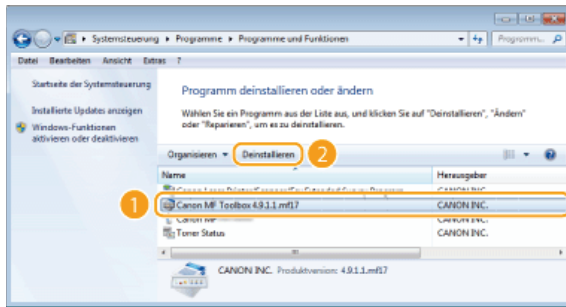 Systemsteuerung ▸ Programme ▸ Programme und Funktionen
Programm...
Datei Bearbeiten Ansicht Extras ?
Startseite der Systemsteuerung
Installierte Updates anzeigen
Windows-Funktionen
aktivieren oder deaktivieren
Programm deinstallieren oder ändern
Wählen Sie ein Programm aus der Liste aus, und klicken Sie auf "Deinstallieren", "Ändern"
oder "Reparieren", um es zu deinstallieren.
Organisieren Deinstallieren 2
Name Herausgeber
CANON INC.
1 Canon MF Toolbox 4.9.1.1.mf17 CANON INC.
Canon MF CANON INC.
Toner Status CANON INC.
CANON INC. Produktversion: 4.9.1.1.mf17